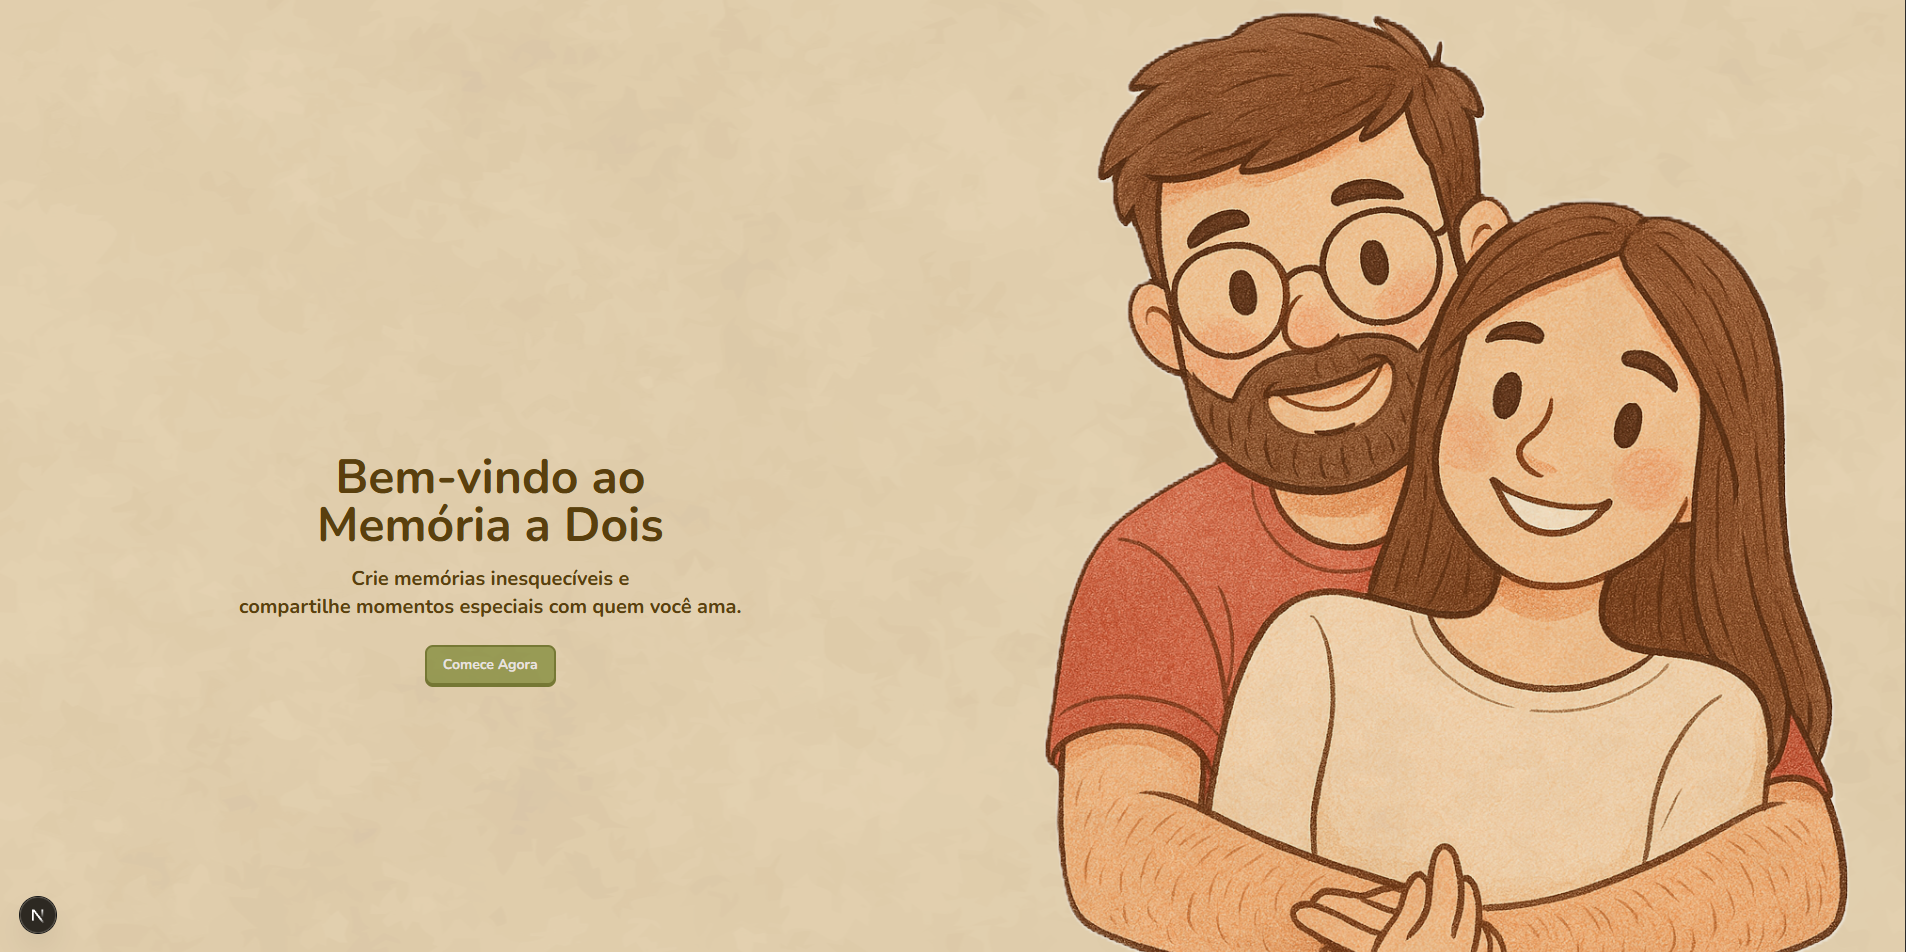 Bem-vindo ao
Memória a Dois
Crie memórias inesquecíveis e
compartilhe momentos especiais com quem você ama.
Comece Agora
N